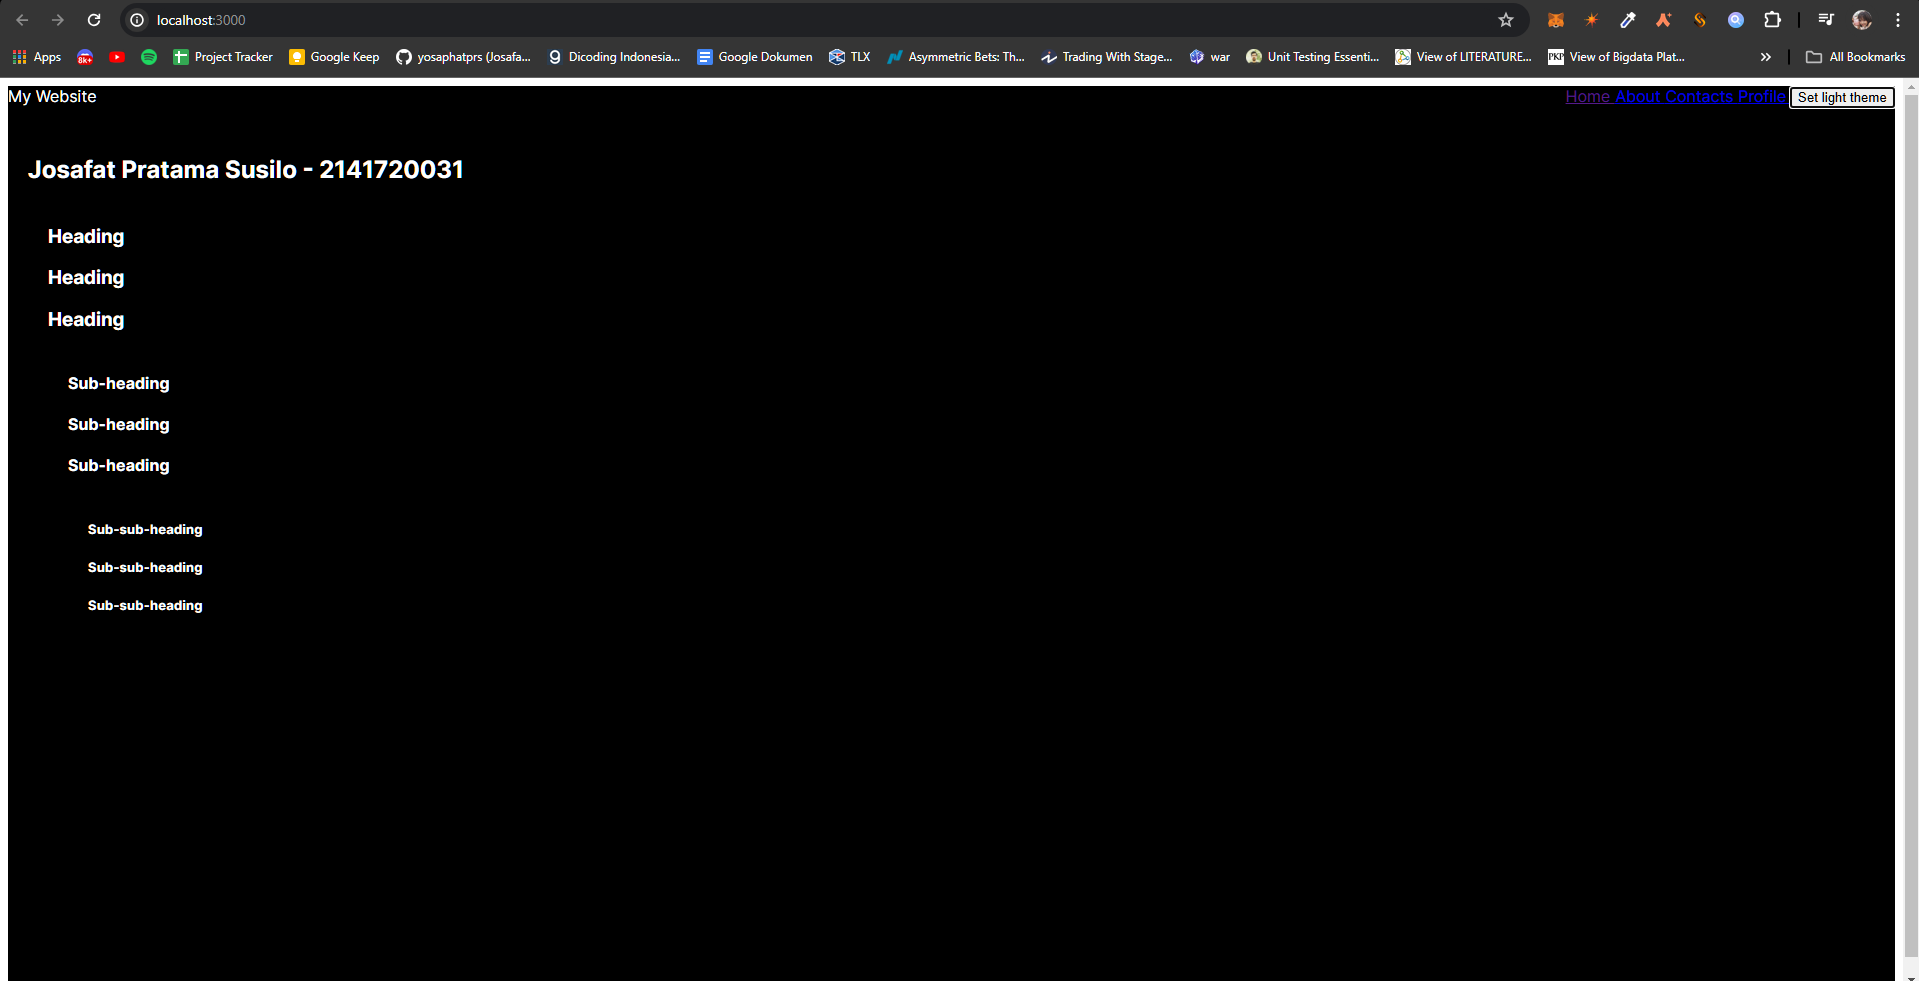 localhost:3000
Apps 8k+ Project Tracker Google Keep yosaphatprs (Josafa... Dicoding Indonesia... Google Dokumen TLX Asymmetric Bets: Th... Trading With Stage... war Unit Testing Essenti... View of LITERATURE... PKP View of Bigdata Plat... » All Bookmarks
My Website Home About Contacts Profile Set light theme
Josafat Pratama Susilo - 2141720031
Heading
Heading
Heading
Sub-heading
Sub-heading
Sub-heading
Sub-sub-heading
Sub-sub-heading
Sub-sub-heading